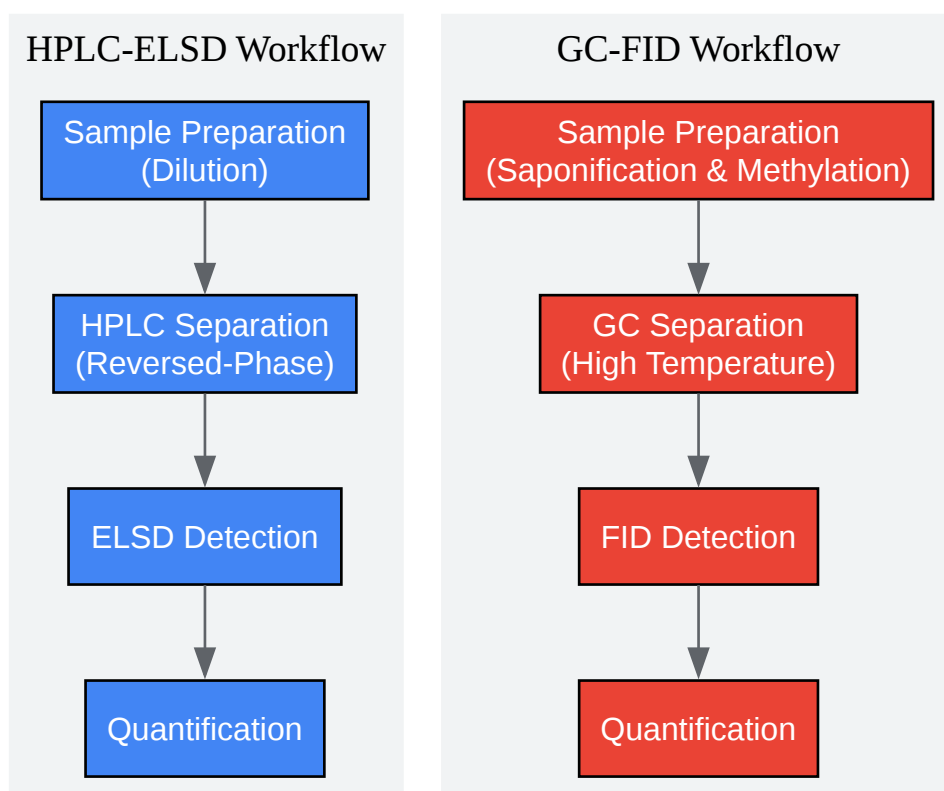 HPLC-ELSD Workflow
Sample Preparation
(Dilution)
HPLC Separation
(Reversed-Phase)
ELSD Detection
Quantification
GC-FID Workflow
Sample Preparation
(Saponification & Methylation)
GC Separation
(High Temperature)
FID Detection
Quantification